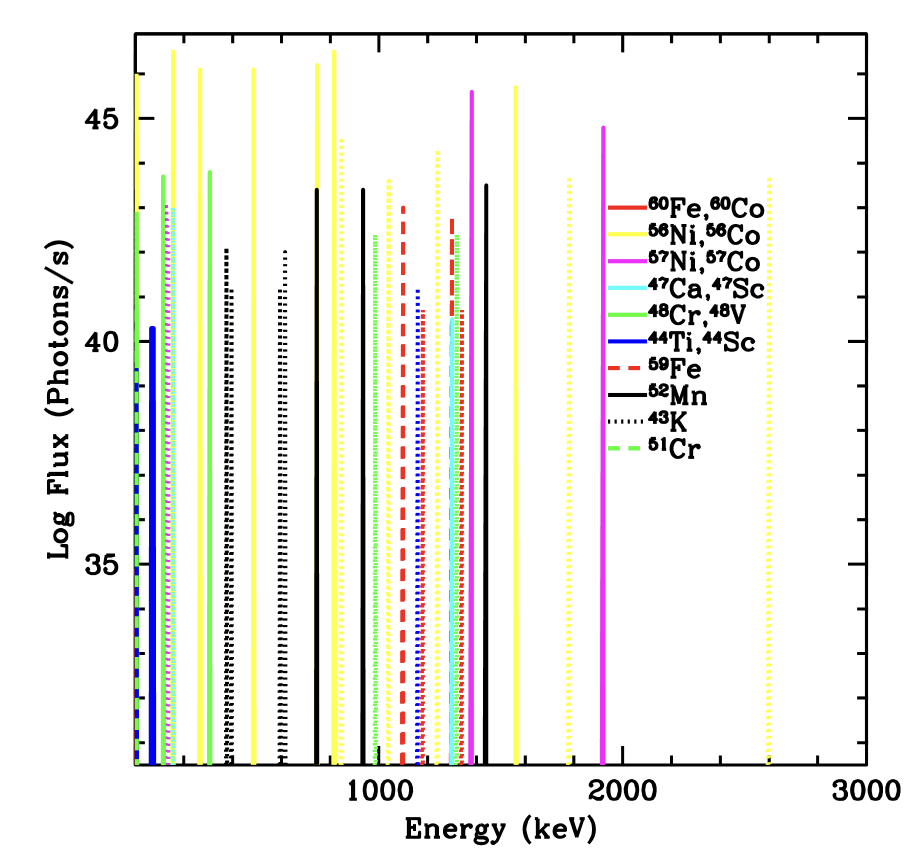 45
40
35
Log Flux (Photons/s)
⁶⁰Fe,⁶⁰Co
⁵⁶Ni,⁵⁶Co
⁵⁷Ni,⁵⁷Co
⁴⁷Ca,⁴⁷Sc
⁴⁸Cr,⁴⁸V
⁴⁴Ti,⁴⁴Sc
⁵⁹Fe
⁵²Mn
⁴³K
⁵¹Cr
1000 2000 3000
Energy (keV)